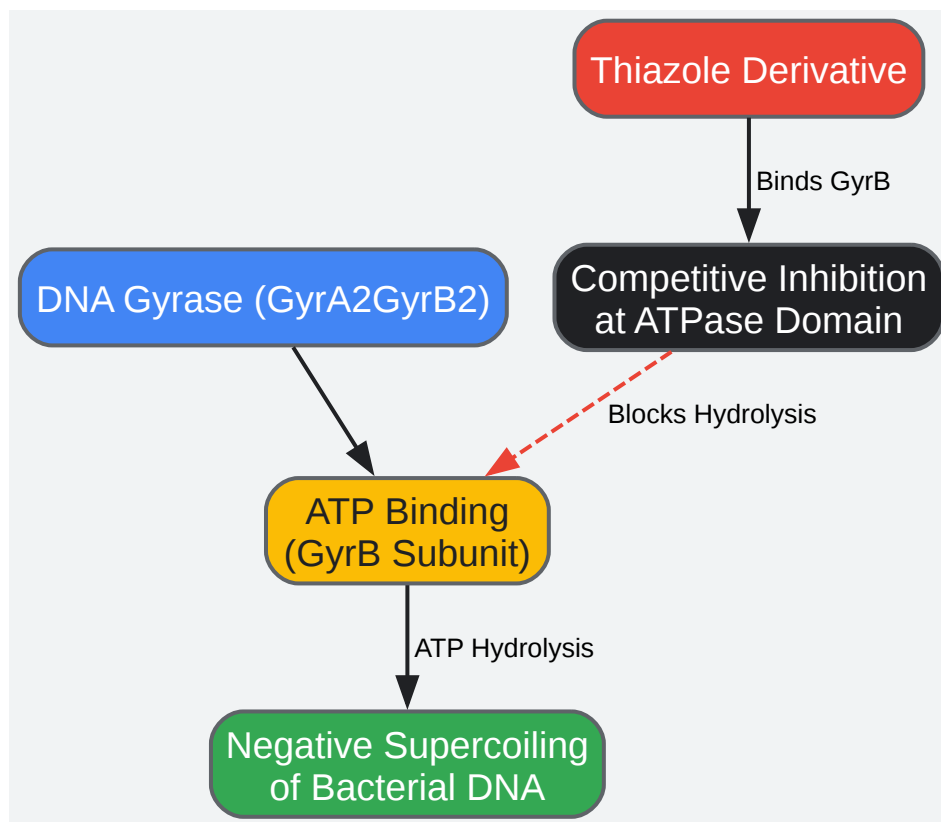 Thiazole Derivative
Binds GyrB
DNA Gyrase (GyrA2GyrB2)
Competitive Inhibition
at ATPase Domain
Blocks Hydrolysis
ATP Binding
(GyrB Subunit)
ATP Hydrolysis
Negative Supercoiling
of Bacterial DNA